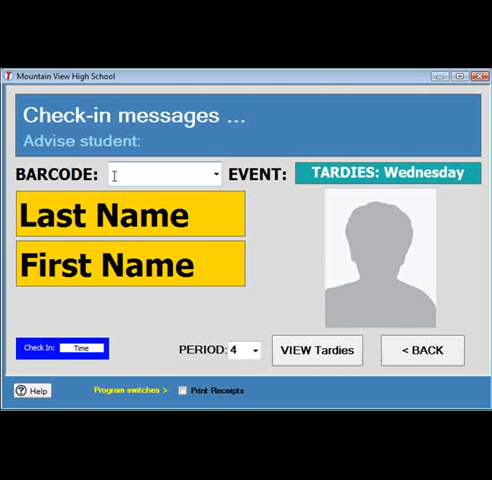 Mountain View High School
Check-in messages ...
Advise student:
BARCODE: EVENT: TARDIES: Wednesday
Last Name
First Name
Check In: Time PERIOD: 4 VIEW Tardies < BACK
Help Program switches > Print Receipts